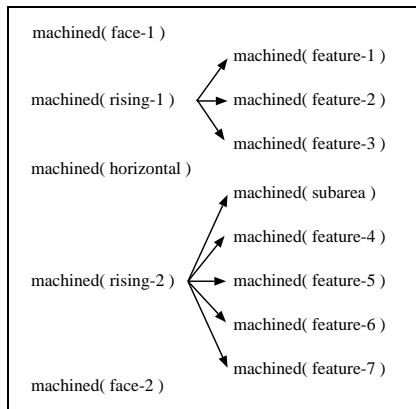 machined( face-1 )
machined( feature-1 )
machined( rising-1 )
machined( feature-2 )
machined( feature-3 )
machined( horizontal )
machined( subarea )
machined( feature-4 )
machined( rising-2 )
machined( feature-5 )
machined( feature-6 )
machined( feature-7 )
machined( face-2 )